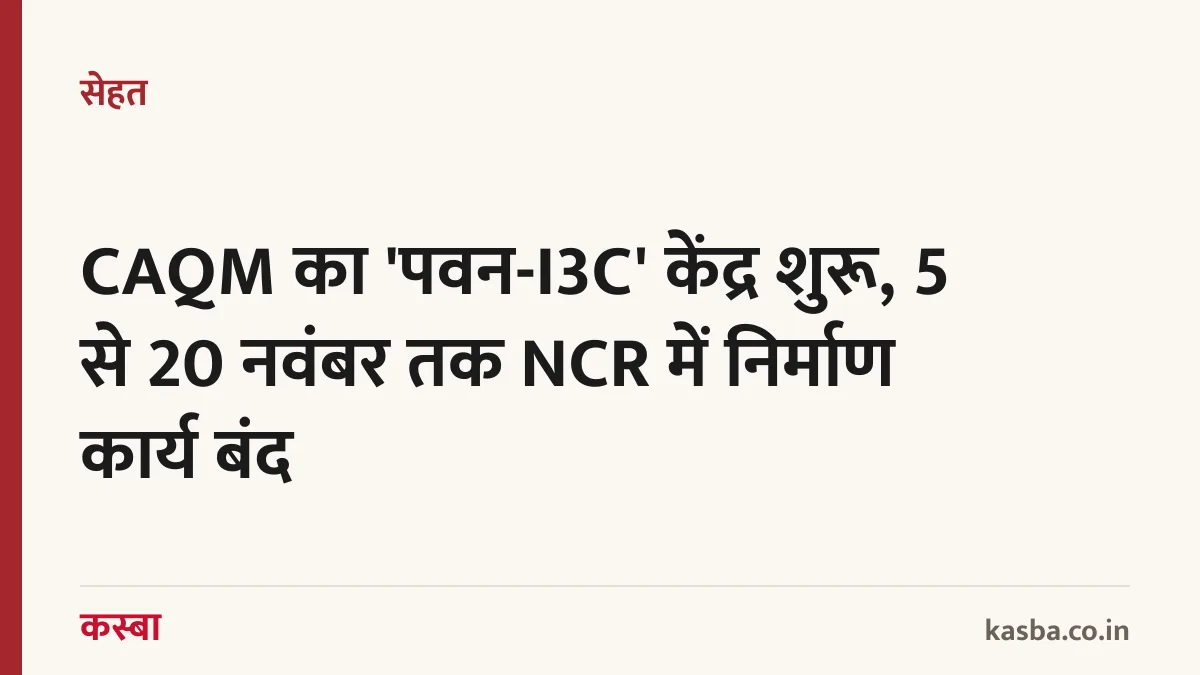 सेहत
CAQM का 'पवन-I3C' केंद्र शुरू, 5
से 20 नवंबर तक NCR में निर्माण
कार्य बंद
कस्बा
kasba.co.in